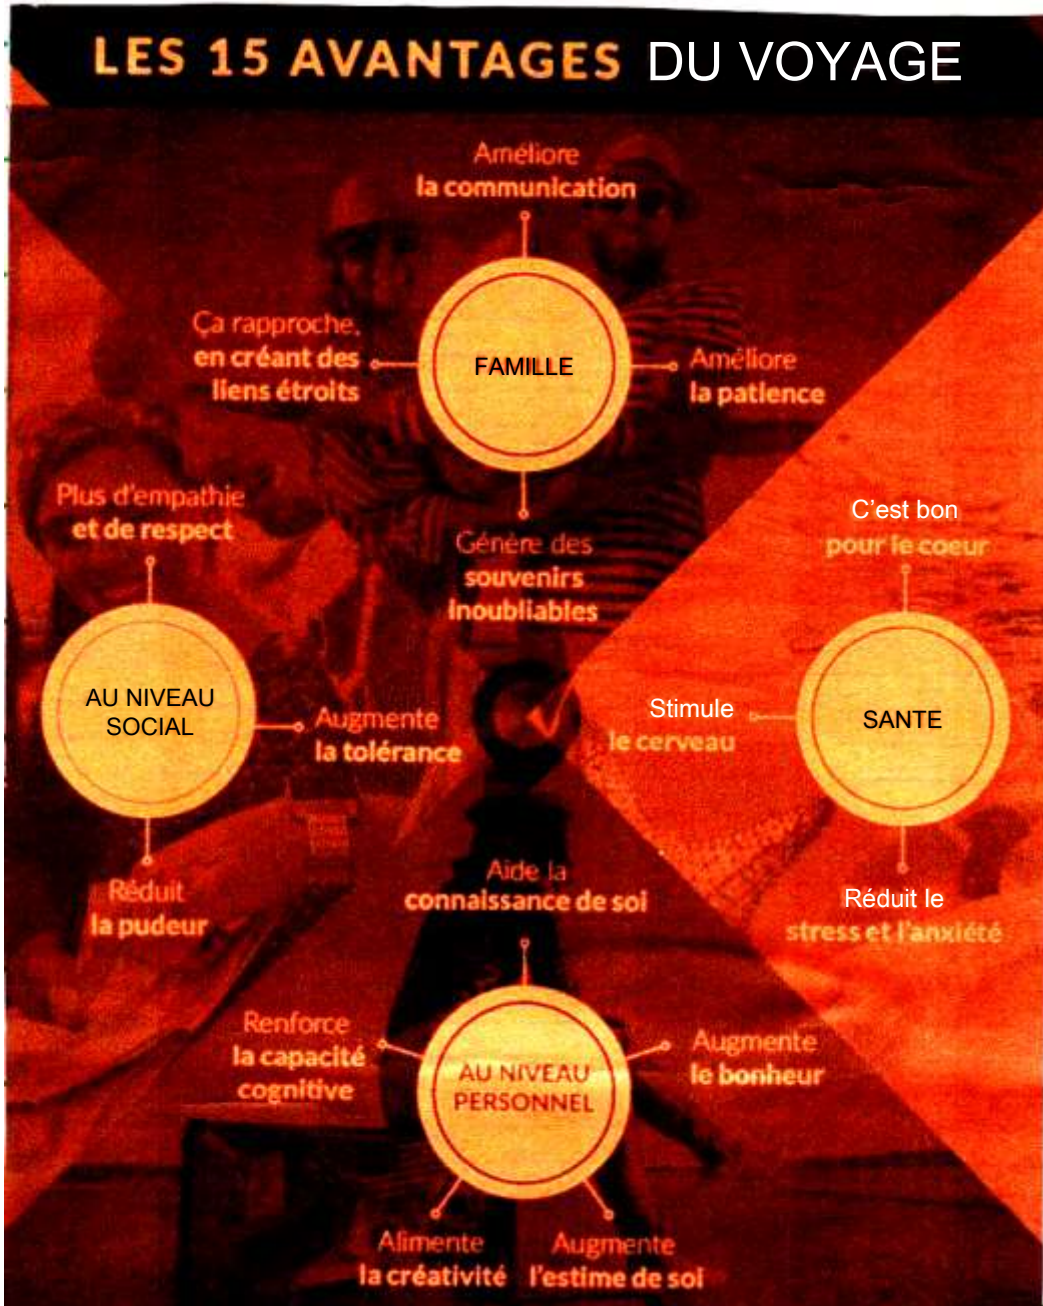 LES 15 AVANTAGES DU VOYAGE
Améliore
la communication
Ça rapproche,
en créant des
liens étroits
FAMILLE
Améliore
la patience
Génère des
souvenirs
inoubliables
Plus d'empathie
et de respect
AU NIVEAU
SOCIAL
Augmente
la tolérance
Réduit
la pudeur
C'est bon
pour le coeur
Stimule
le cerveau
SANTE
Réduit le
stress et l'anxiété
Aide la
connaissance de soi
Renforce
la capacité
cognitive
AU NIVEAU
PERSONNEL
Augmente
le bonheur
Alimente
la créativité
Augmente
l'estime de soi